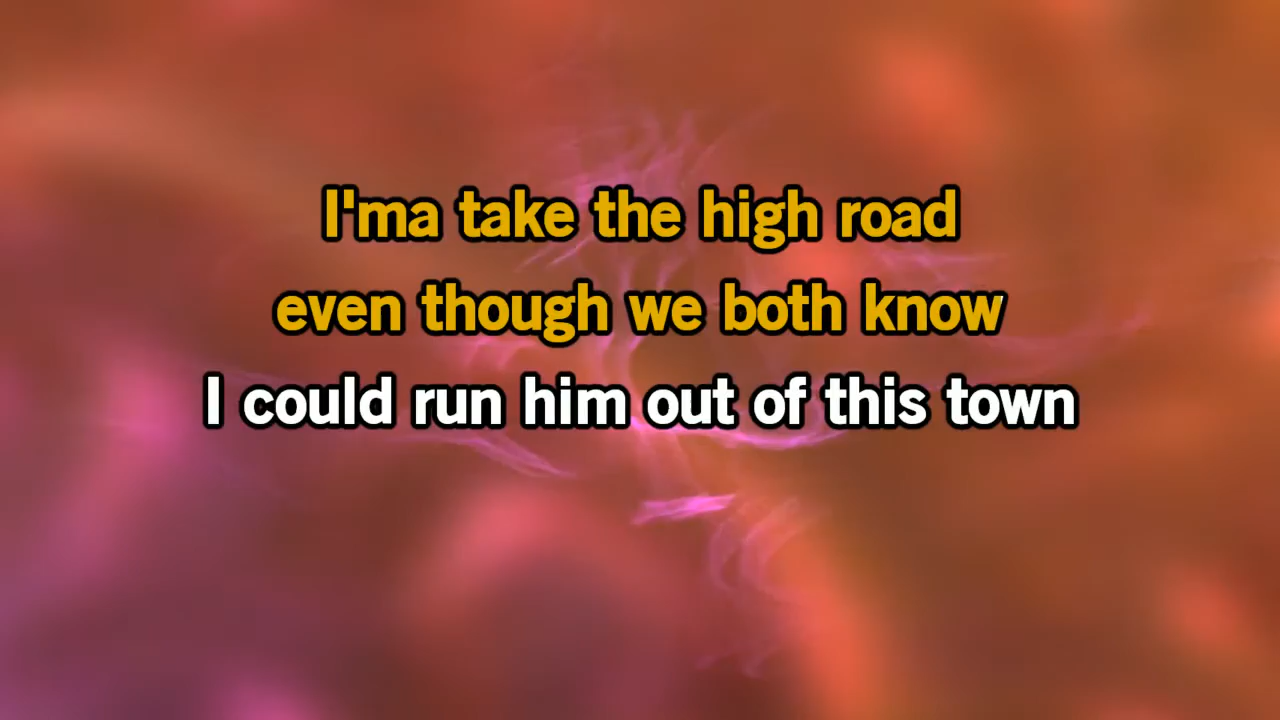 I'ma take the high road
even though we both know
I could run him out of this town